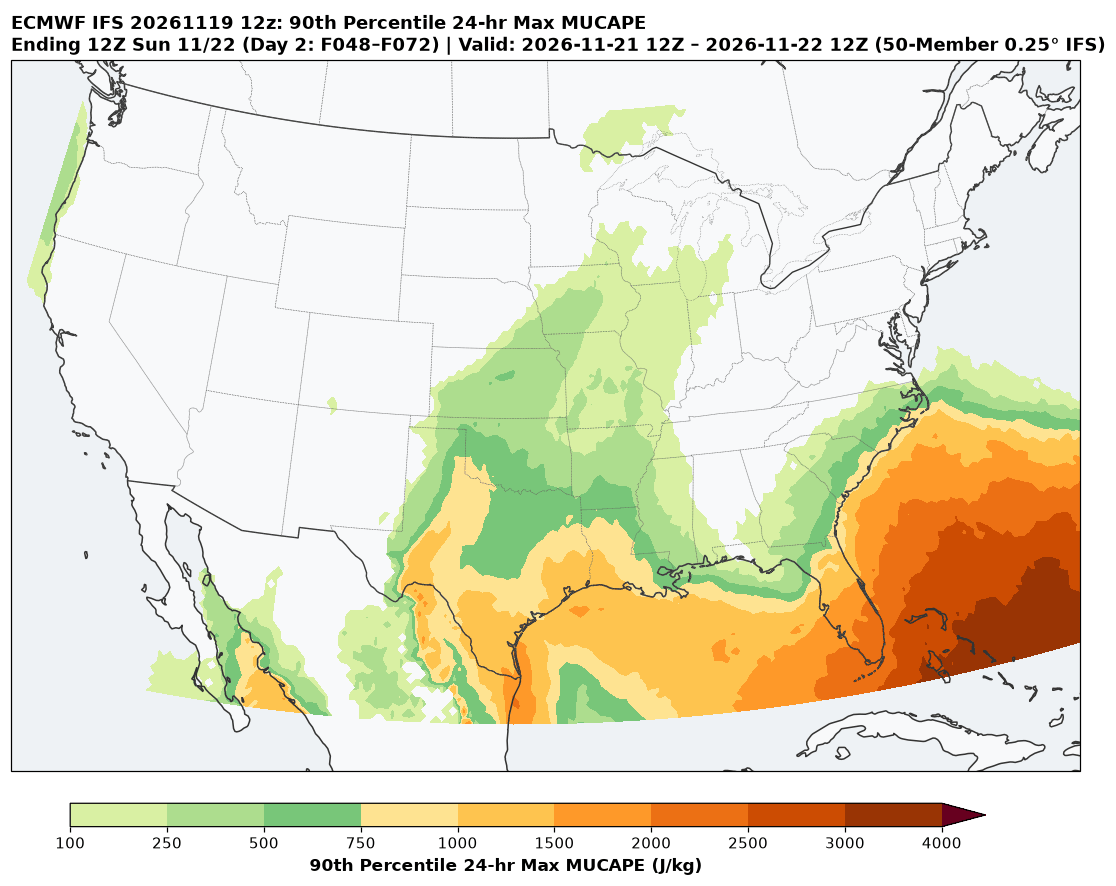 ECMWF IFS 20261119 12z: 90th Percentile 24-hr Max MUCAPE
Ending 12Z Sun 11/22 (Day 2: F048–F072) | Valid: 2026-11-21 12Z – 2026-11-22 12Z (50-Member 0.25° IFS)
100 250 500 750 1000 1500 2000 2500 3000 4000
90th Percentile 24-hr Max MUCAPE (J/kg)